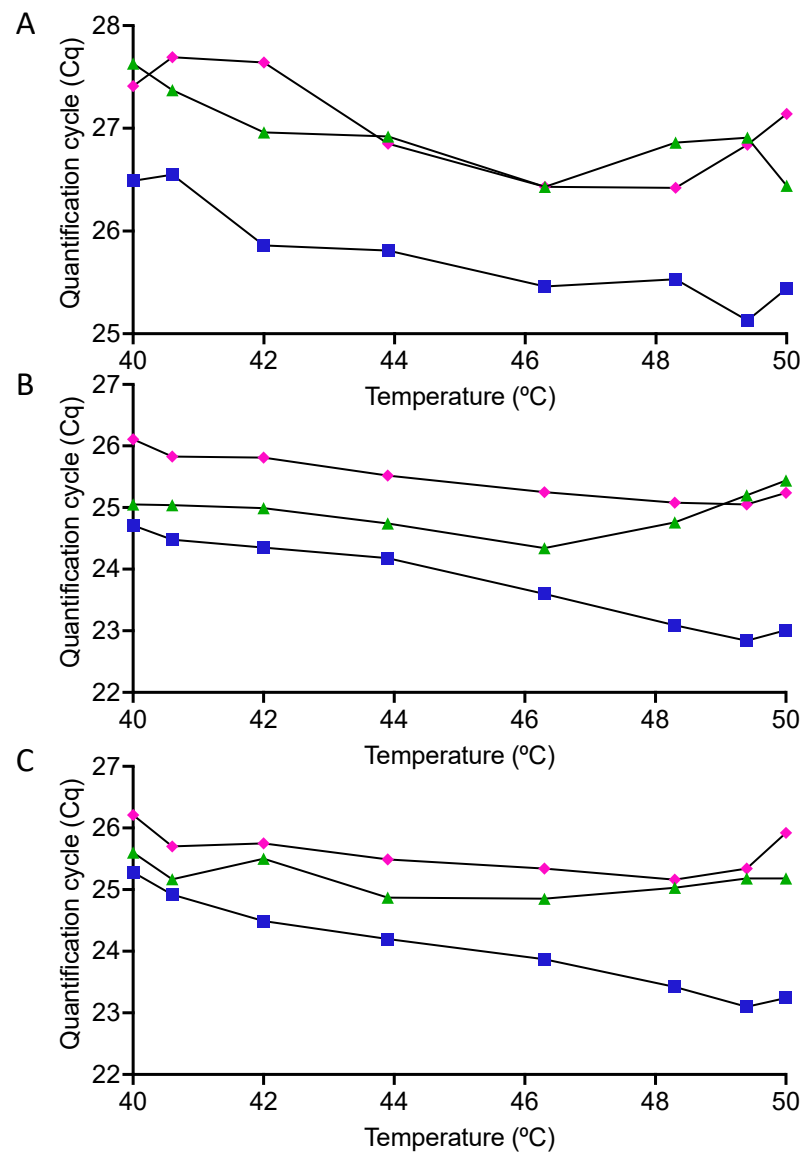 A
Quantification cycle (Cq)
28
27
26
25
40 42 44 46 48 50
Temperature (ºC)
B
Quantification cycle (Cq)
27
26
25
24
23
22
40 42 44 46 48 50
Temperature (ºC)
C
Quantification cycle (Cq)
27
26
25
24
23
22
40 42 44 46 48 50
Temperature (ºC)